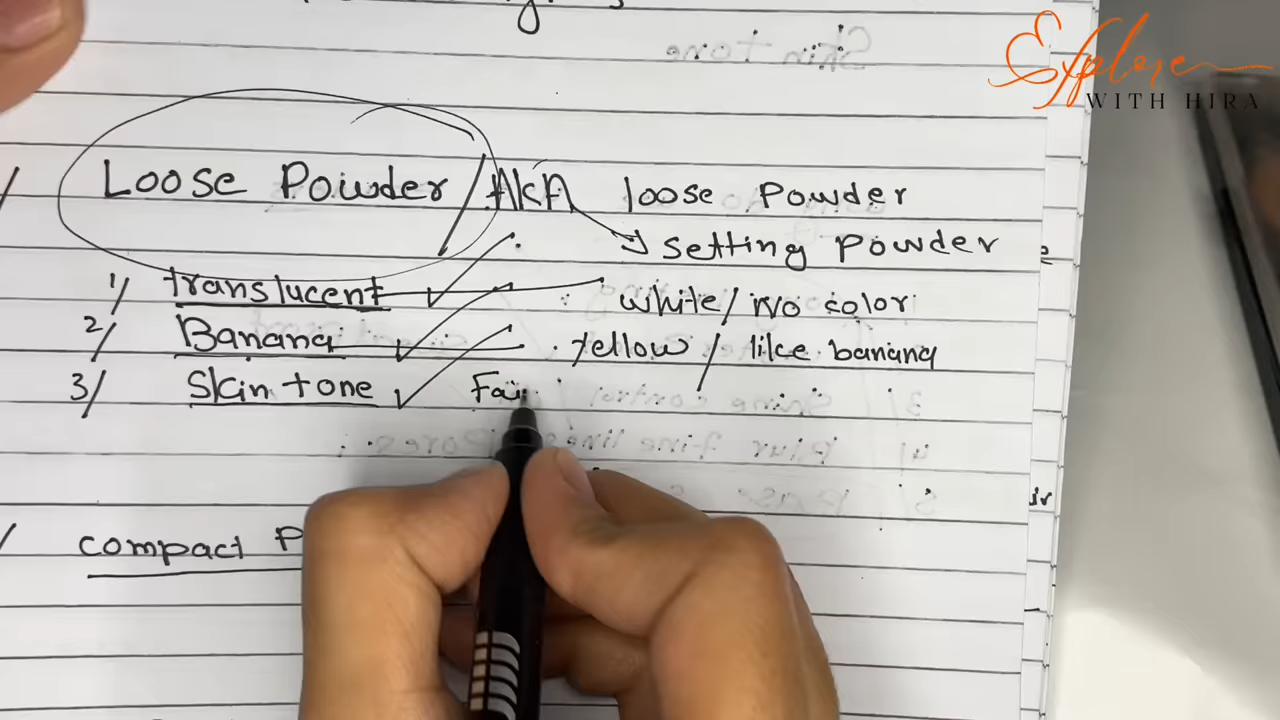 Explore
WITH HIRA
Loose Powder / AKA loose Powder
setting powder
1/ translucent white/No color
2/ Banana yellow / like banana
3/ Skin tone Fai
compact P